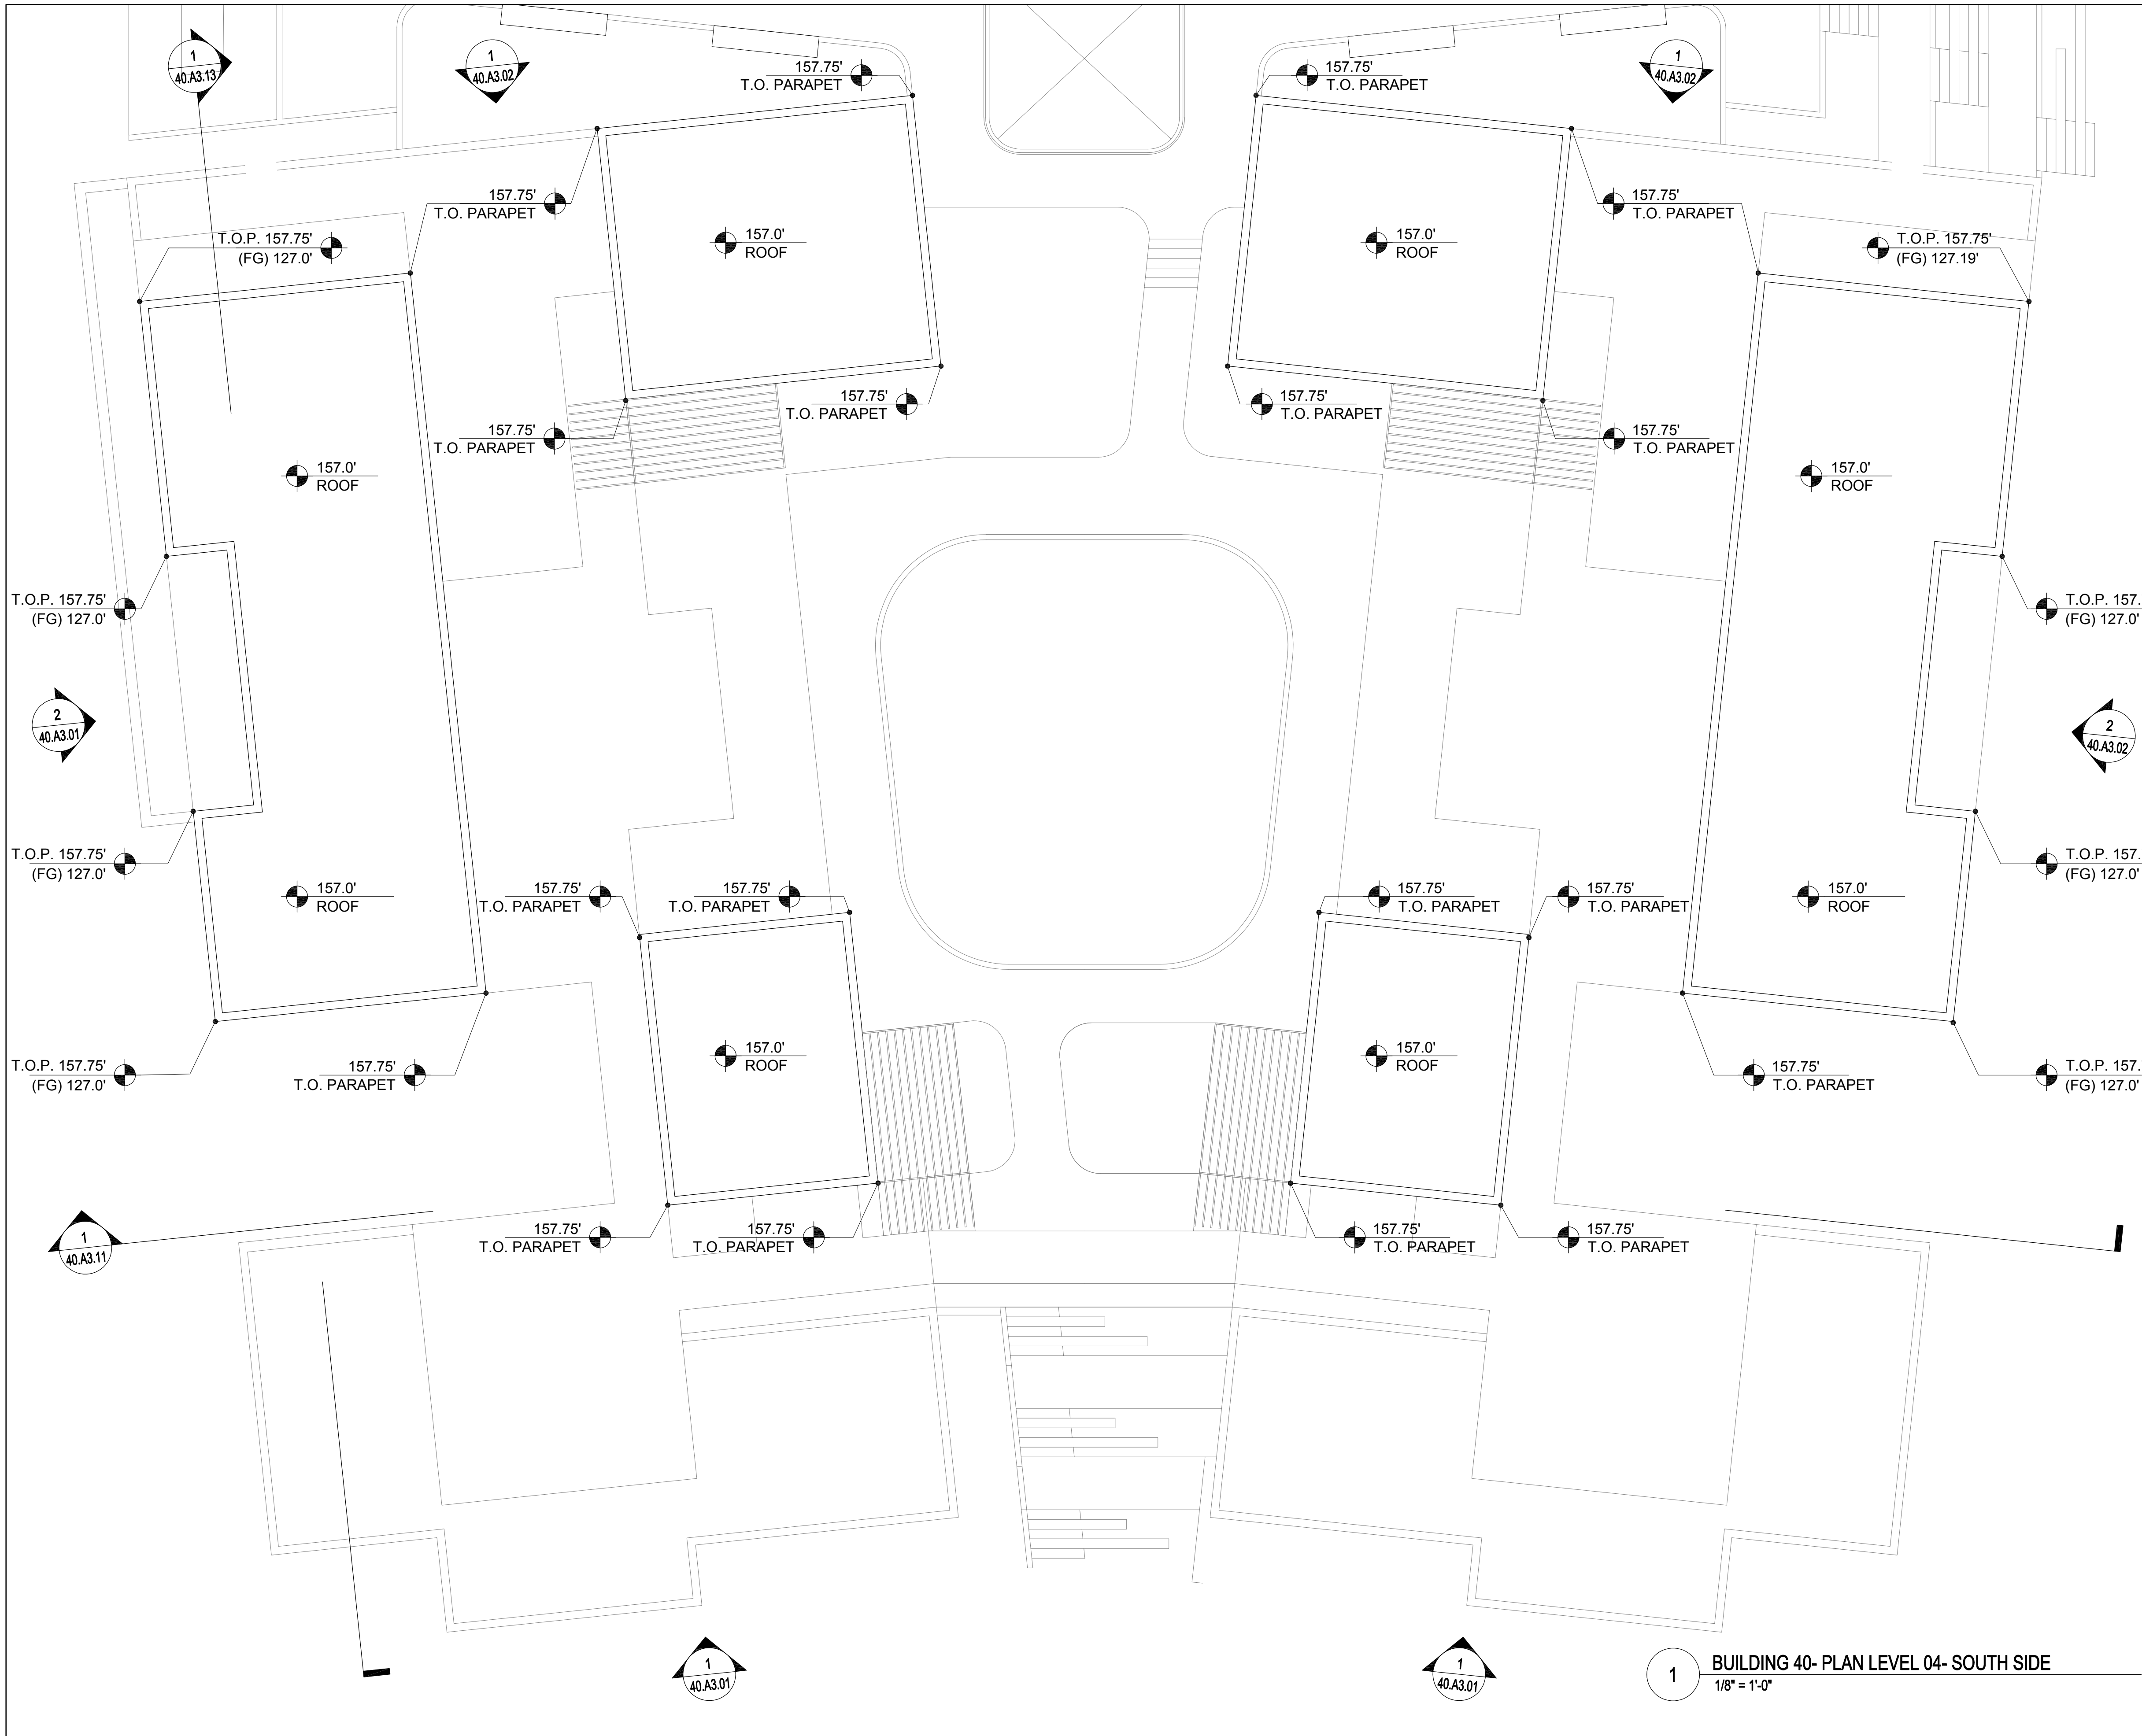 1
40.A3.13
1
40.A3.02
157.75'
T.O. PARAPET
157.75'
T.O. PARAPET
1
40.A3.02
157.75'
T.O. PARAPET
157.75'
T.O. PARAPET
T.O.P. 157.75'
(FG) 127.0'
157.0'
ROOF
157.0'
ROOF
T.O.P. 157.75'
(FG) 127.19'
157.75'
T.O. PARAPET
157.75'
T.O. PARAPET
157.75'
T.O. PARAPET
157.75'
T.O. PARAPET
157.0'
ROOF
157.0'
ROOF
T.O.P. 157.75'
(FG) 127.0'
T.O.P. 157.
(FG) 127.0'
2
40.A3.01
2
40.A3.02
T.O.P. 157.75'
(FG) 127.0'
T.O.P. 157.
(FG) 127.0'
157.0'
ROOF
157.75'
T.O. PARAPET
157.75'
T.O. PARAPET
157.75'
T.O. PARAPET
157.75'
T.O. PARAPET
157.0'
ROOF
157.0'
ROOF
157.0'
ROOF
T.O.P. 157.75'
(FG) 127.0'
157.75'
T.O. PARAPET
157.75'
T.O. PARAPET
T.O.P. 157.
(FG) 127.0'
1
40.A3.11
157.75'
T.O. PARAPET
157.75'
T.O. PARAPET
157.75'
T.O. PARAPET
157.75'
T.O. PARAPET
1
40.A3.01
1
40.A3.01
1
BUILDING 40- PLAN LEVEL 04- SOUTH SIDE
1/8" = 1'-0"